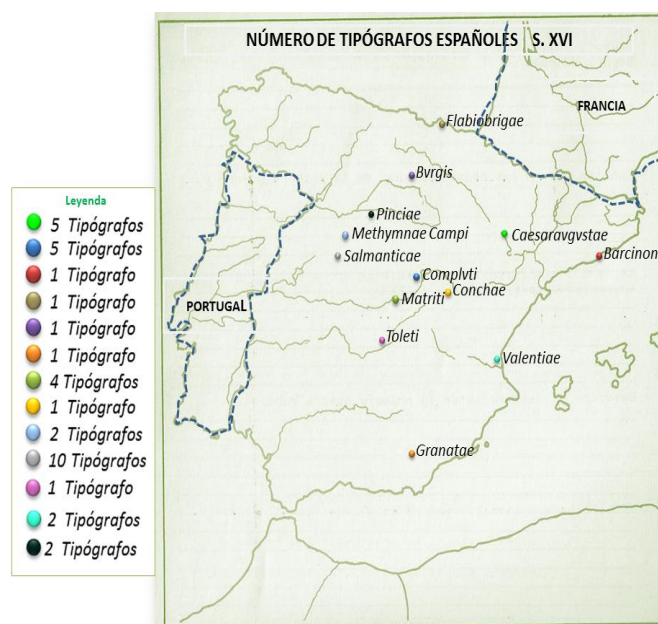 NÚMERO DE TIPÓGRAFOS ESPAÑOLES S. XVI
FRANCIA
Flabiobrigae
Bvrgis
Pinciae
Methymnae Campi
Caesaravgvstae
Salmanticae
Barcinon
Complvti
Conchae
Matriti
PORTUGAL
Toleti
Valentiae
Granatae
Leyenda
5 Tipógrafos
5 Tipógrafos
1 Tipógrafo
1 Tipógrafo
1 Tipógrafo
1 Tipógrafo
4 Tipógrafos
1 Tipógrafo
2 Tipógrafos
10 Tipógrafos
1 Tipógrafo
2 Tipógrafos
2 Tipógrafos